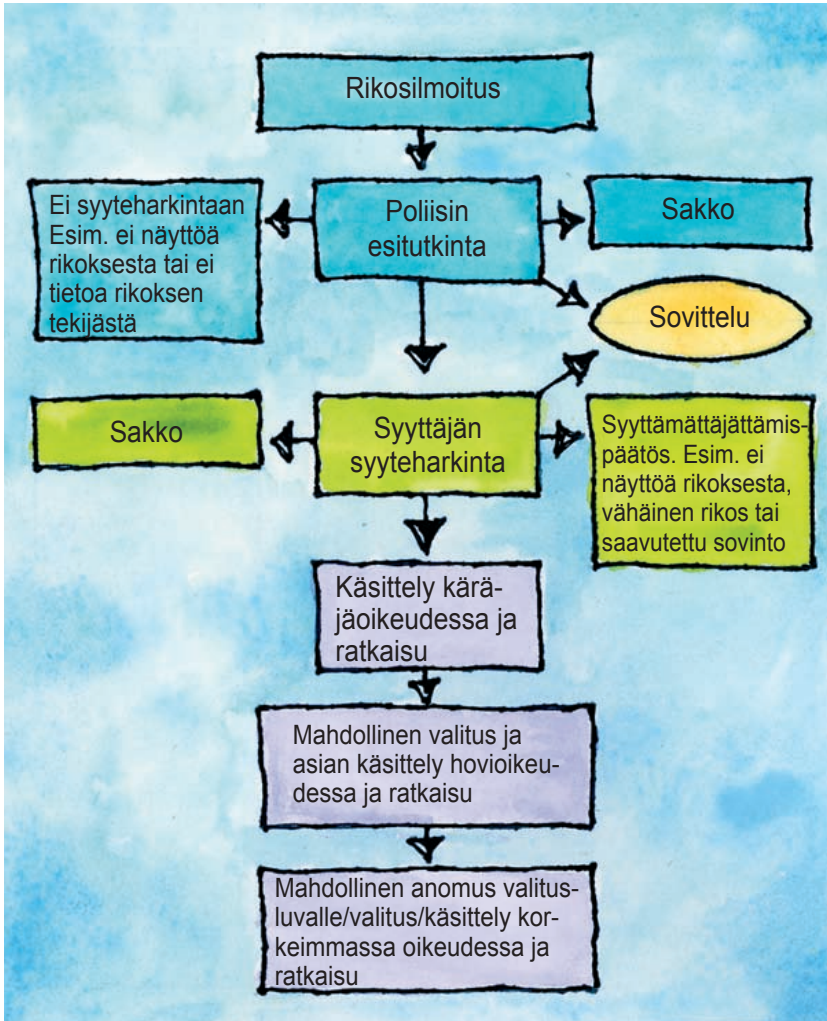 Rikosilmoitus
Ei syyteharkintaan
Esim. ei näyttöä
rikoksesta tai ei
tietoa rikoksen
tekijästä
Poliisin
esitutkinta
Sakko
Sovittelu
Sakko
Syyttäjän
syyteharkinta
Syyttämättäjättämis-
päätös. Esim. ei
näyttöä rikoksesta,
vähäinen rikos tai
saavutettu sovinto
Käsittely kärä-
jäoikeudessa ja
ratkaisu
Mahdollinen valitus ja
asian käsittely hovioikeu-
dessa ja ratkaisu
Mahdollinen anomus valitus-
luvalle/valitus/käsittely kor-
keimmassa oikeudessa ja
ratkaisu